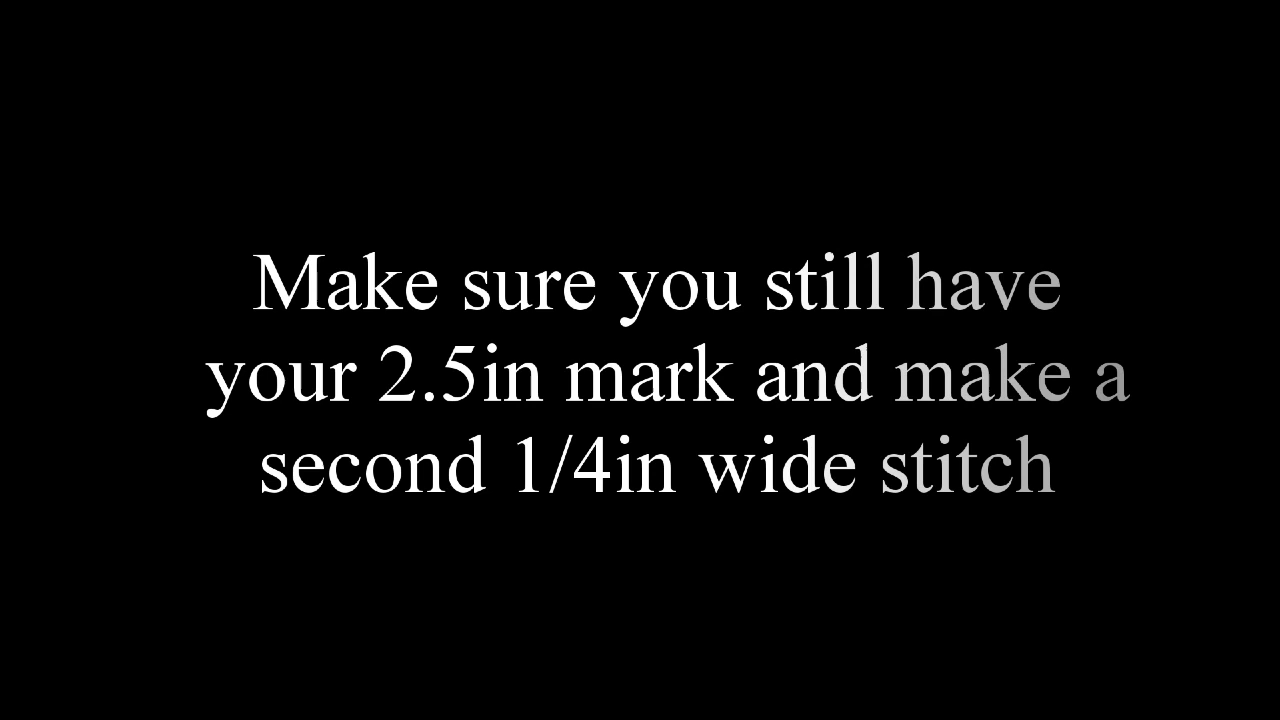 Make sure you still have
your 2.5in mark and make a
second 1/4in wide stitch